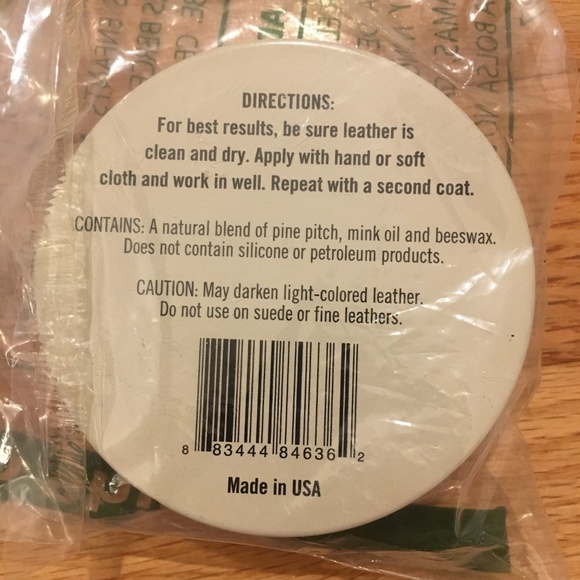 DIRECTIONS:
For best results, be sure leather is
clean and dry. Apply with hand or soft
cloth and work in well. Repeat with a second coat.
CONTAINS: A natural blend of pine pitch, mink oil and beeswax.
Does not contain silicone or petroleum products.
CAUTION: May darken light-colored leather.
Do not use on suede or fine leathers.
8 83444 84636 2
Made in USA